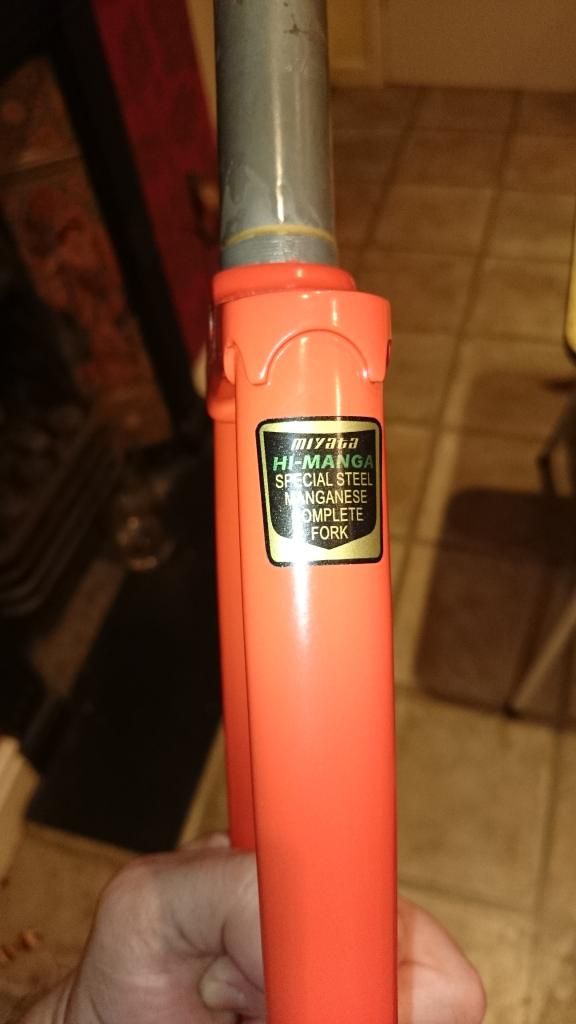 miyata
HI-MANGA
SPECIAL STEEL
MANGANESE
COMPLETE
FORK